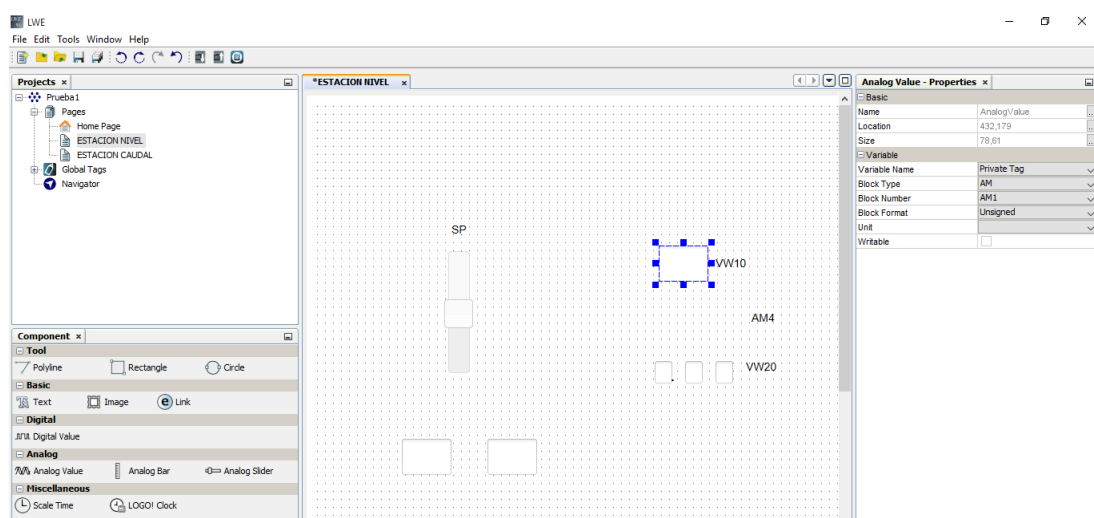 LWE
File Edit Tools Window Help
Projects ×
Prueba1
Pages
Home Page
ESTACION NIVEL
ESTACION CAUDAL
Global Tags
Navigator
Component ×
Tool
Polyline Rectangle Circle
Basic
Text Image Link
Digital
Digital Value
Analog
Analog Value Analog Bar Analog Slider
Miscellaneous
Scale Time LOGO! Clock
*ESTACION NIVEL ×
SP
VW10
AM4
. VW20
Analog Value - Properties ×
Basic
Name AnalogValue ...
Location 432,179 ...
Size 78,61 ...
Variable
Variable Name Private Tag
Block Type AM
Block Number AM1
Block Format Unsigned
Unit
Writable